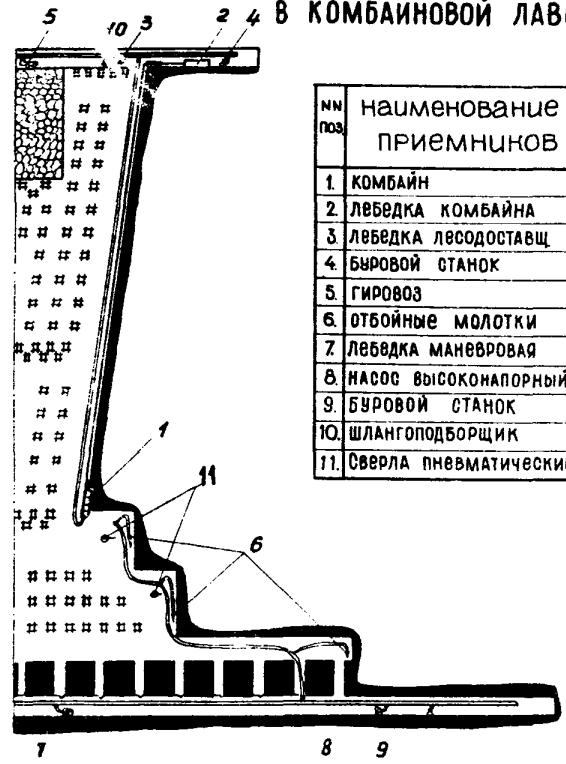 В КОМБАЙНОВОЙ ЛАВЕ
5 10 3 2 4
NN поз. наименование приемников
1. КОМБАЙН
2. ЛЕБЕДКА КОМБАЙНА
3. ЛЕБЕДКА ЛЕСОДОСТАВЩ.
4. БУРОВОЙ СТАНОК
5. ГИРОВОЗ
6. ОТБОЙНЫЕ МОЛОТКИ
7. ЛЕБЕДКА МАНЕВРОВАЯ
8. НАСОС ВЫСОКОНАПОРНЫЙ
9. БУРОВОЙ СТАНОК
10. ШЛАНГОПОДБОРЩИК
11. Сверла пневматические
1
11
6
7 8 9